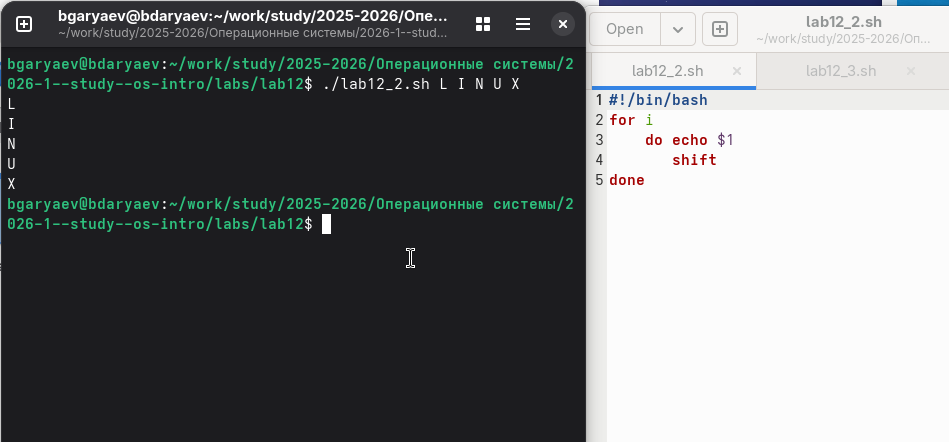 bgaryaev@bdaryaev:~/work/study/2025-2026/Опе...
~/work/study/2025-2026/Операционные системы/2026-1--stud...
bgaryaev@bdaryaev:~/work/study/2025-2026/Операционные системы/2
026-1--study--os-intro/labs/lab12$ ./lab12_2.sh L I N U X
L
I
N
U
X
bgaryaev@bdaryaev:~/work/study/2025-2026/Операционные системы/2
026-1--study--os-intro/labs/lab12$
Open
lab12_2.sh
~/work/study/2025-2026/Оп...
lab12_2.sh
lab12_3.sh
1 #!/bin/bash
2 for i
3     do echo $1
4        shift
5 done